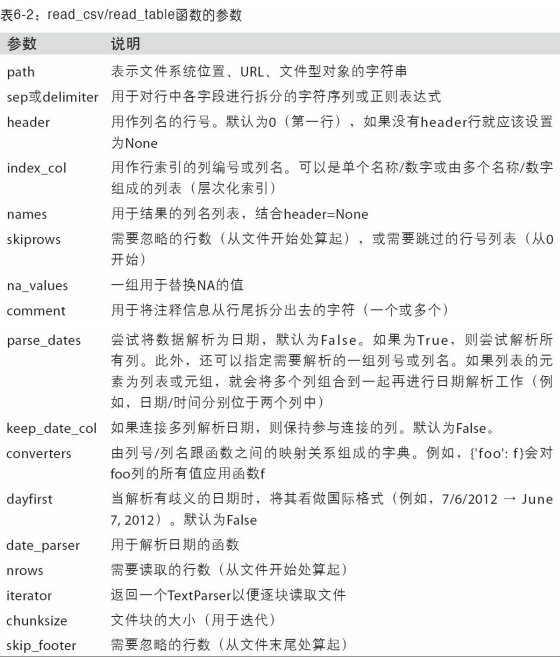 表6-2：read_csv/read_table函数的参数
参数 说明
path 表示文件系统位置、URL、文件型对象的字符串
sep或delimiter 用于对行中各字段进行拆分的字符序列或正则表达式
header 用作列名的行号。默认为0（第一行），如果没有header行就应该设置
为None
index_col 用作行索引的列编号或列名。可以是单个名称/数字或由多个名称/数字
组成的列表（层次化索引）
names 用于结果的列名列表，结合header=None
skiprows 需要忽略的行数（从文件开始处算起），或需要跳过的行号列表（从0
开始）
na_values 一组用于替换NA的值
comment 用于将注释信息从行尾拆分出去的字符（一个或多个）
parse_dates 尝试将数据解析为日期，默认为False。如果为True，则尝试解析所
有列。此外，还可以指定需要解析的一组列号或列名。如果列表的元
素为列表或元组，就会将多个列组合到一起再进行日期解析工作（例
如，日期/时间分别位于两个列中）
keep_date_col 如果连接多列解析日期，则保持参与连接的列。默认为False。
converters 由列号/列名跟函数之间的映射关系组成的字典。例如，{'foo': f}会对
foo列的所有值应用函数f
dayfirst 当解析有歧义的日期时，将其看做国际格式（例如，7/6/2012 → June
7, 2012）。默认为False
date_parser 用于解析日期的函数
nrows 需要读取的行数（从文件开始处算起）
iterator 返回一个TextParser以便逐块读取文件
chunksize 文件块的大小（用于迭代）
skip_footer 需要忽略的行数（从文件末尾处算起）